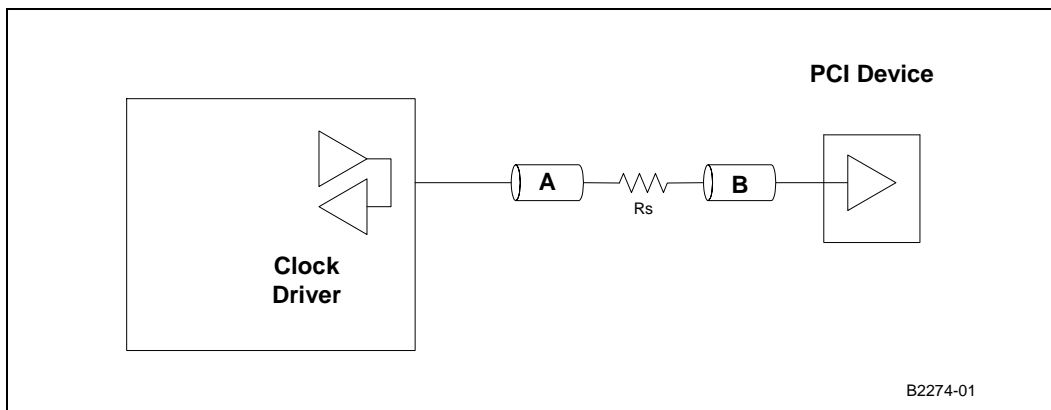 PCI Device
A
B
Rs
Clock
Driver
B2274-01